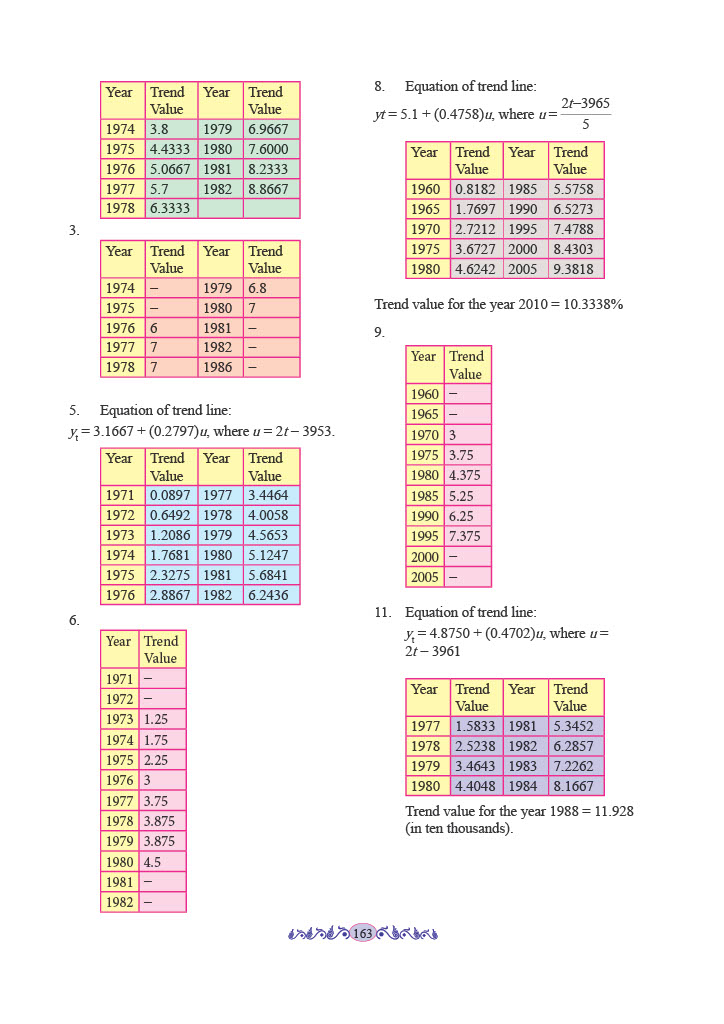 Year Trend Value Year Trend Value
1974 3.8 1979 6.9667
1975 4.4333 1980 7.6000
1976 5.0667 1981 8.2333
1977 5.7 1982 8.8667
1978 6.3333
3.
Year Trend Value Year Trend Value
1974 – 1979 6.8
1975 – 1980 7
1976 6 1981 –
1977 7 1982 –
1978 7 1986 –
5. Equation of trend line:
yt = 3.1667 + (0.2797)u, where u = 2t – 3953.
Year Trend Value Year Trend Value
1971 0.0897 1977 3.4464
1972 0.6492 1978 4.0058
1973 1.2086 1979 4.5653
1974 1.7681 1980 5.1247
1975 2.3275 1981 5.6841
1976 2.8867 1982 6.2436
6.
Year Trend Value
1971 –
1972 –
1973 1.25
1974 1.75
1975 2.25
1976 3
1977 3.75
1978 3.875
1979 3.875
1980 4.5
1981 –
1982 –
8. Equation of trend line:
yt = 5.1 + (0.4758)u, where u = 2t–3965
5
Year Trend Value Year Trend Value
1960 0.8182 1985 5.5758
1965 1.7697 1990 6.5273
1970 2.7212 1995 7.4788
1975 3.6727 2000 8.4303
1980 4.6242 2005 9.3818
Trend value for the year 2010 = 10.3338%
9.
Year Trend Value
1960 –
1965 –
1970 3
1975 3.75
1980 4.375
1985 5.25
1990 6.25
1995 7.375
2000 –
2005 –
11. Equation of trend line:
yt = 4.8750 + (0.4702)u, where u =
2t – 3961
Year Trend Value Year Trend Value
1977 1.5833 1981 5.3452
1978 2.5238 1982 6.2857
1979 3.4643 1983 7.2262
1980 4.4048 1984 8.1667
Trend value for the year 1988 = 11.928
(in ten thousands).
163